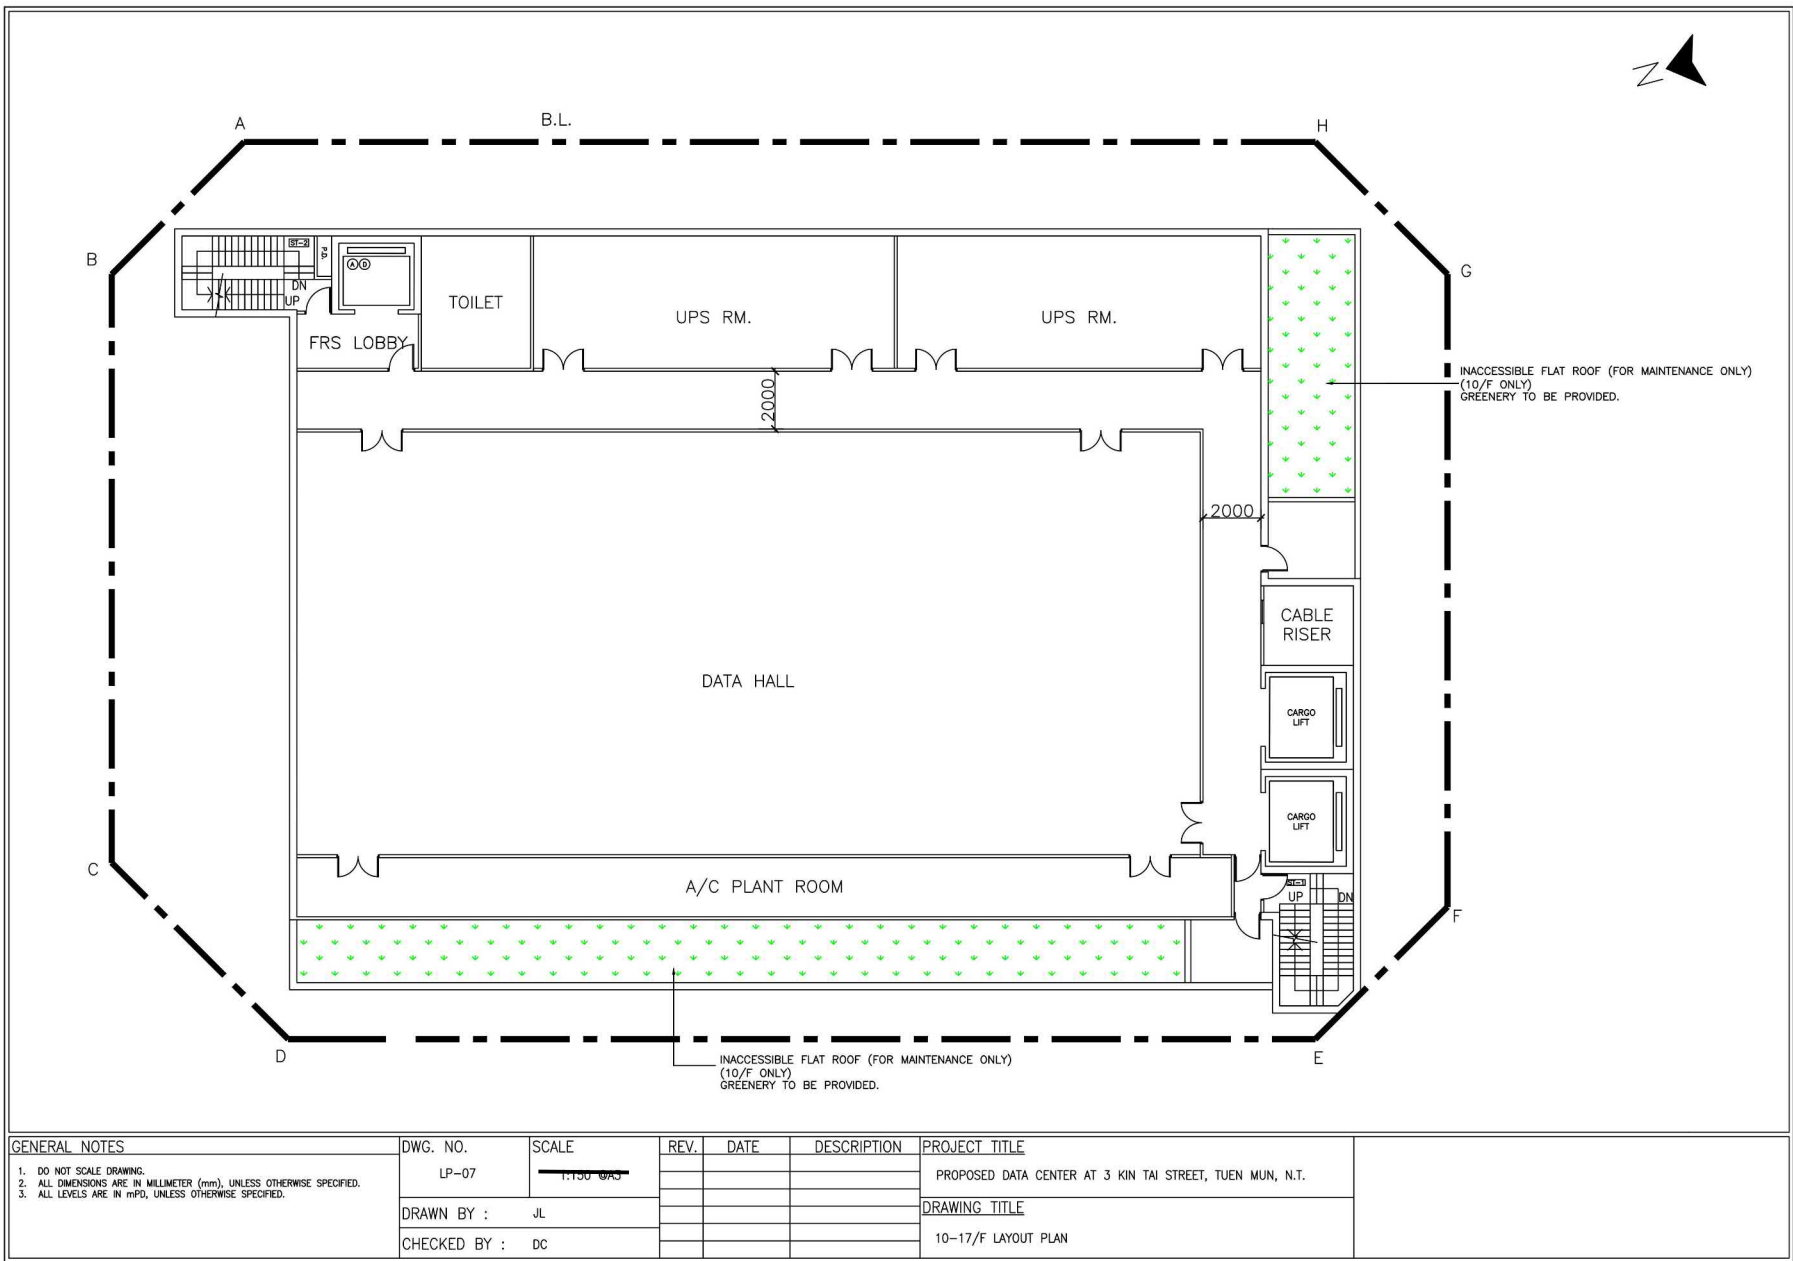 N
A
B.L.
H
B
G
ST-2
P.D.
A D
DN
UP
TOILET
UPS RM.
UPS RM.
FRS LOBBY
INACCESSIBLE FLAT ROOF (FOR MAINTENANCE ONLY)
(10/F ONLY)
GREENERY TO BE PROVIDED.
2000
2000
CABLE
RISER
DATA HALL
CARGO
LIFT
CARGO
LIFT
C
A/C PLANT ROOM
ST-1
UP
DN
F
D
E
INACCESSIBLE FLAT ROOF (FOR MAINTENANCE ONLY)
(10/F ONLY)
GREENERY TO BE PROVIDED.
GENERAL NOTES
1. DO NOT SCALE DRAWING.
2. ALL DIMENSIONS ARE IN MILLIMETER (mm), UNLESS OTHERWISE SPECIFIED.
3. ALL LEVELS ARE IN mPD, UNLESS OTHERWISE SPECIFIED.
DWG. NO.
LP-07
SCALE
1:150 @A3
DRAWN BY : JL
CHECKED BY : DC
REV. DATE DESCRIPTION
PROJECT TITLE
PROPOSED DATA CENTER AT 3 KIN TAI STREET, TUEN MUN, N.T.
DRAWING TITLE
10-17/F LAYOUT PLAN